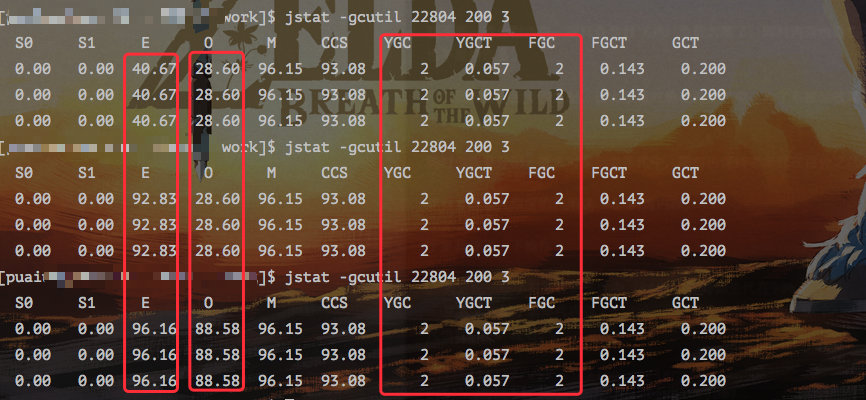 work]$ jstat -gcutil 22804 200 3
S0 S1 E O M CCS YGC YGCT FGC FGCT GCT
0.00 0.00 40.67 28.60 96.15 93.08 2 0.057 2 0.143 0.200
0.00 0.00 40.67 28.60 96.15 93.08 2 0.057 2 0.143 0.200
0.00 0.00 40.67 28.60 96.15 93.08 2 0.057 2 0.143 0.200
work]$ jstat -gcutil 22804 200 3
S0 S1 E O M CCS YGC YGCT FGC FGCT GCT
0.00 0.00 92.83 28.60 96.15 93.08 2 0.057 2 0.143 0.200
0.00 0.00 92.83 28.60 96.15 93.08 2 0.057 2 0.143 0.200
0.00 0.00 92.83 28.60 96.15 93.08 2 0.057 2 0.143 0.200
]$ jstat -gcutil 22804 200 3
S0 S1 E O M CCS YGC YGCT FGC FGCT GCT
0.00 0.00 96.16 88.58 96.15 93.08 2 0.057 2 0.143 0.200
0.00 0.00 96.16 88.58 96.15 93.08 2 0.057 2 0.143 0.200
0.00 0.00 96.16 88.58 96.15 93.08 2 0.057 2 0.143 0.200
ELDA
BREATH OF THE WILD